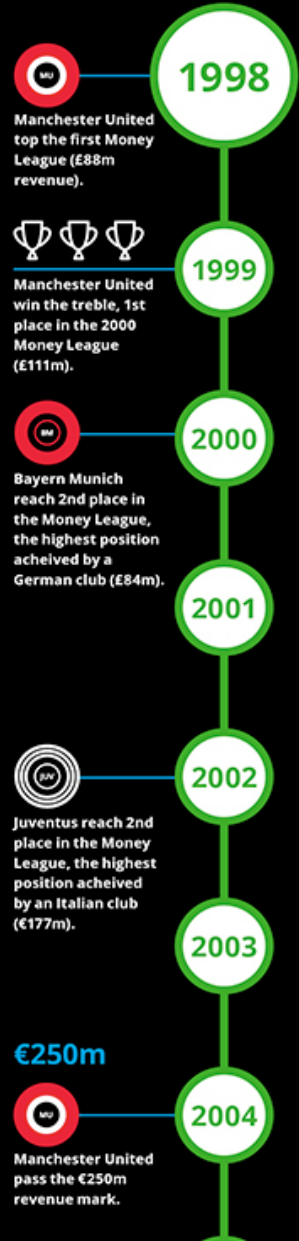 MU
1998
Manchester United
top the first Money
League (£88m
revenue).
1999
Manchester United
win the treble, 1st
place in the 2000
Money League
(£111m).
BM
2000
Bayern Munich
reach 2nd place in
the Money League,
the highest position
acheived by a
German club (£84m).
2001
JUV
2002
Juventus reach 2nd
place in the Money
League, the highest
position acheived
by an Italian club
(€177m).
2003
€250m
MU
2004
Manchester United
pass the €250m
revenue mark.